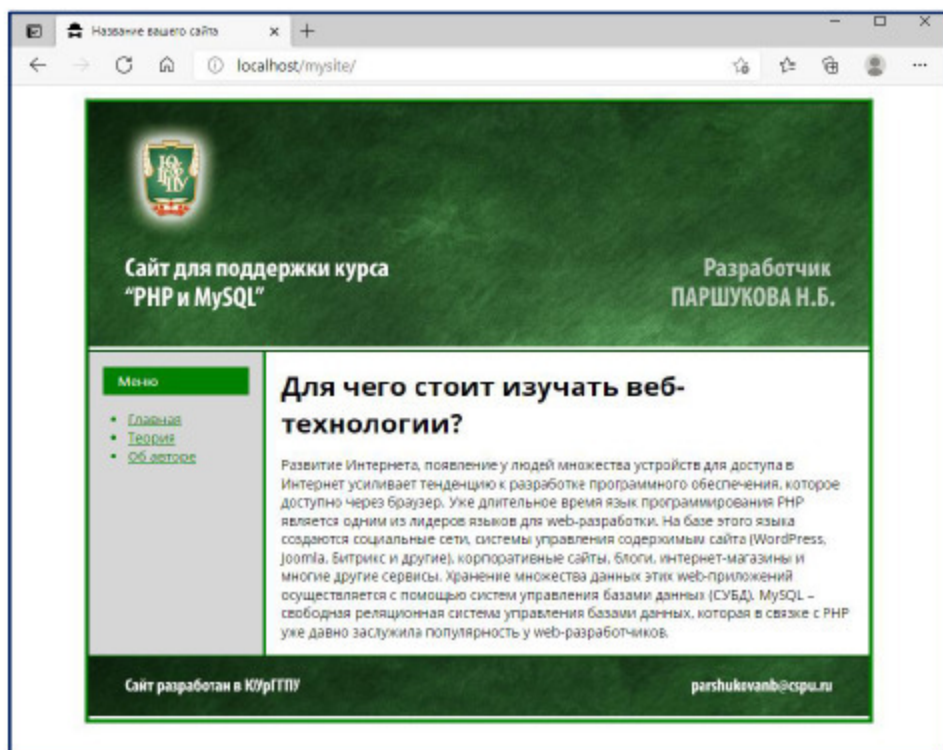 Название вашего сайта
localhost/mysite/
Сайт для поддержки курса
“PHP и MySQL”
Разработчик
ПАРШУКОВА Н.Б.
Меню
Главная
Теория
Об авторе
Для чего стоит изучать веб-
технологии?
Развитие Интернета, появление у людей множества устройств для доступа в
Интернет усиливает тенденцию к разработке программного обеспечения, которое
доступно через браузер. Уже длительное время язык программирования PHP
является одним из лидеров языков для web-разработки. На базе этого языка
создаются социальные сети, системы управления содержимым сайта (WordPress,
Joomla, Битрикс и другие), корпоративные сайты, блоги, интернет-магазины и
многие другие сервисы. Хранение множества данных этих web-приложений
осуществляется с помощью систем управления базами данных (СУБД). MySQL –
свободная реляционная система управления базами данных, которая в связке с PHP
уже давно заслужила популярность у web-разработчиков.
Сайт разработан в ЮУрГГПУ
parshukovanb@cspu.ru